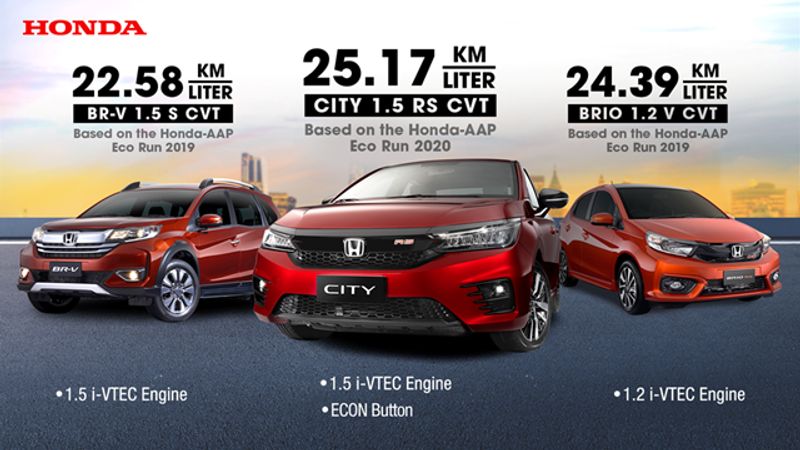 HONDA
22.58 KM
LITER
BR-V 1.5 S CVT
Based on the Honda-AAP
Eco Run 2019
25.17 KM
LITER
CITY 1.5 RS CVT
Based on the Honda-AAP
Eco Run 2020
24.39 KM
LITER
BRIO 1.2 V CVT
Based on the Honda-AAP
Eco Run 2019
BR-V
RS
CITY
BRIO
•1.5 i-VTEC Engine
•1.5 i-VTEC Engine
•ECON Button
•1.2 i-VTEC Engine